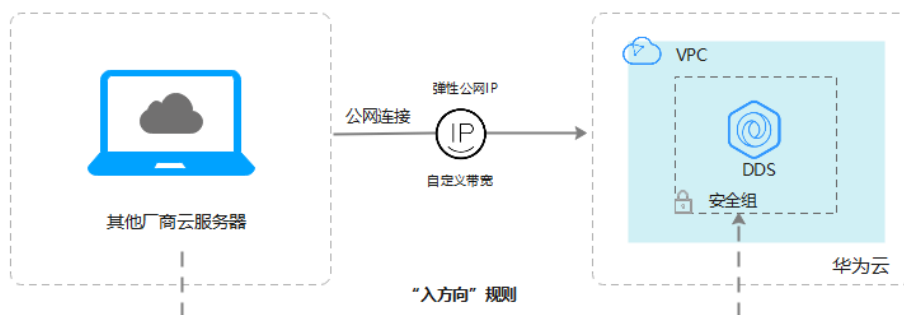 弹性公网IP
公网连接
IP
自定义带宽
其他厂商云服务器
VPC
DDS
安全组
华为云
“入方向”规则